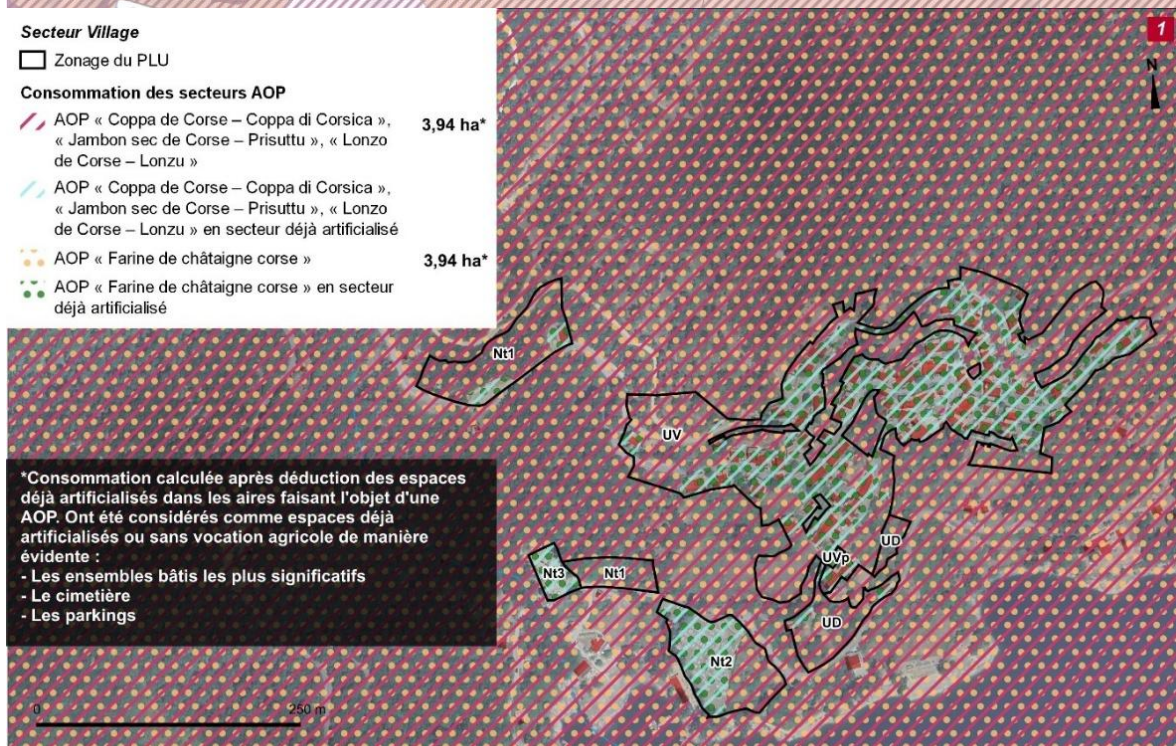 Secteur Village
Zonage du PLU
Consommation des secteurs AOP
AOP « Coppa de Corse – Coppa di Corsica », 3,94 ha*
« Jambon sec de Corse – Prisuttu », « Lonzo
de Corse – Lonzu »
AOP « Coppa de Corse – Coppa di Corsica »,
« Jambon sec de Corse – Prisuttu », « Lonzo
de Corse – Lonzu » en secteur déjà artificialisé
AOP « Farine de châtaigne corse » 3,94 ha*
AOP « Farine de châtaigne corse » en secteur
déjà artificialisé
1
N
Nt1
UV
UD
UVp
Nt3
Nt1
UD
Nt2
*Consommation calculée après déduction des espaces
déjà artificialisés dans les aires faisant l'objet d'une
AOP. Ont été considérés comme espaces déjà
artificialisés ou sans vocation agricole de manière
évidente :
- Les ensembles bâtis les plus significatifs
- Le cimetière
- Les parkings
0 250 m